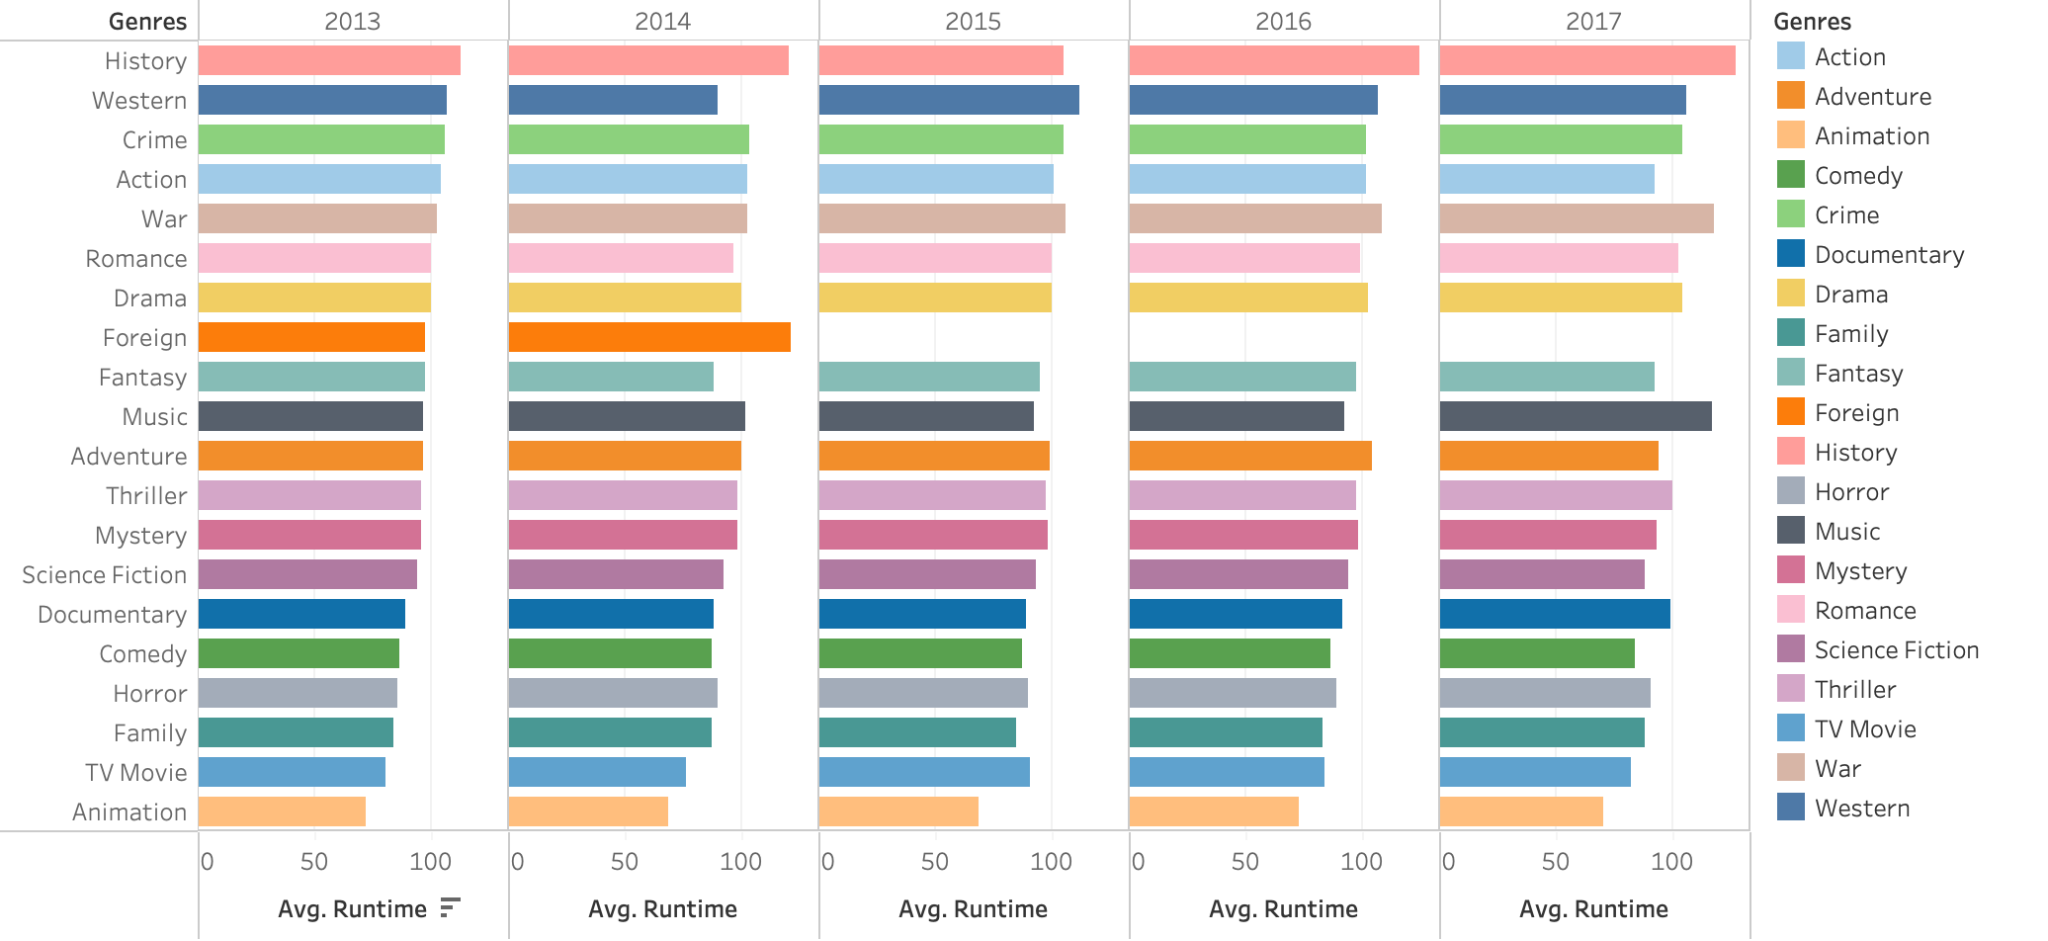 Genres 2013 2014 2015 2016 2017 Genres
History
Western
Crime
Action
War
Romance
Drama
Foreign
Fantasy
Music
Adventure
Thriller
Mystery
Science Fiction
Documentary
Comedy
Horror
Family
TV Movie
Animation
0 50 100 0 50 100 0 50 100 0 50 100 0 50 100
Avg. Runtime Avg. Runtime Avg. Runtime Avg. Runtime Avg. Runtime
Action
Adventure
Animation
Comedy
Crime
Documentary
Drama
Family
Fantasy
Foreign
History
Horror
Music
Mystery
Romance
Science Fiction
Thriller
TV Movie
War
Western